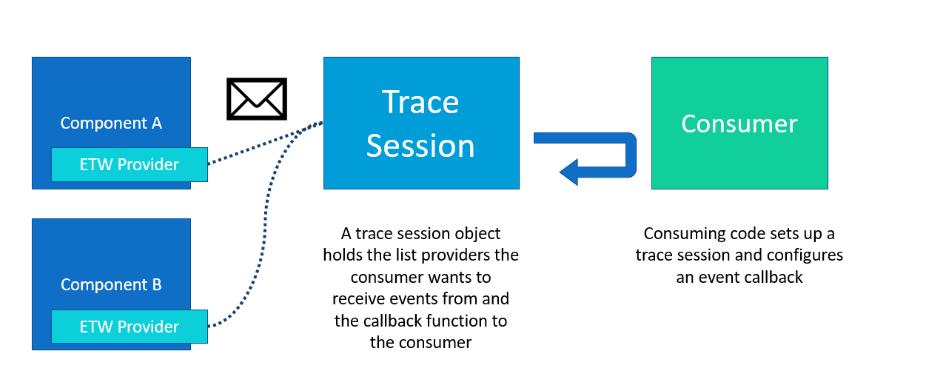 Component A
ETW Provider
Component B
ETW Provider
Trace
Session
A trace session object
holds the list providers the
consumer wants to
receive events from and
the callback function to
the consumer
Consumer
Consuming code sets up a
trace session and configures
an event callback